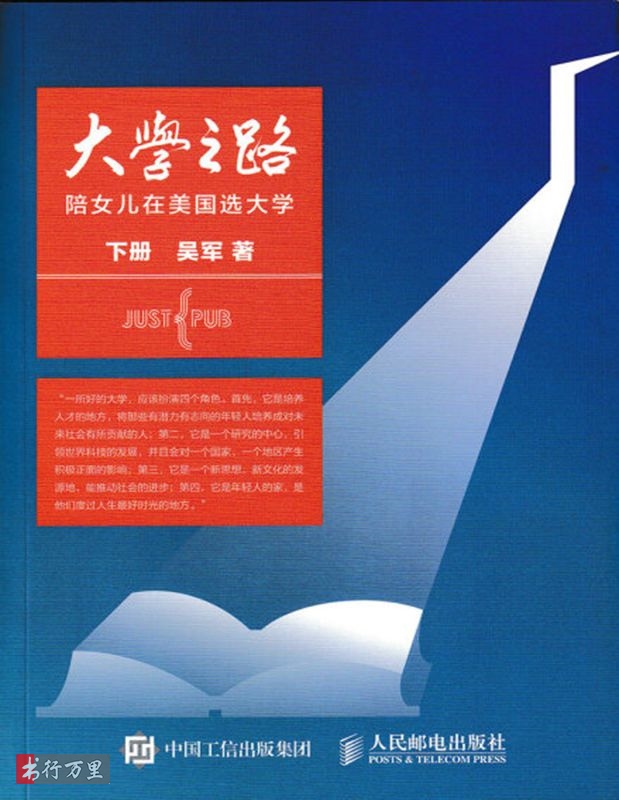 大學之路
陪女儿在美国选大学
下册 吴军 著
JUST PUB
“一所好的大学，应该扮演四个角色。首先，它是培养
人才的地方，将那些有潜力有志向的年轻人培养成对未
来社会有所贡献的人；第二，它是一个研究的中心，引
领世界科技的发展，并且会对一个国家、一个地区产生
积极正面的影响；第三，它是一个新思想、新文化的发
源地，能推动社会的进步；第四，它是年轻人的家，是
他们度过人生最好时光的地方。”
中国工信出版集团
人民邮电出版社
POSTS & TELECOM PRESS
书行万里